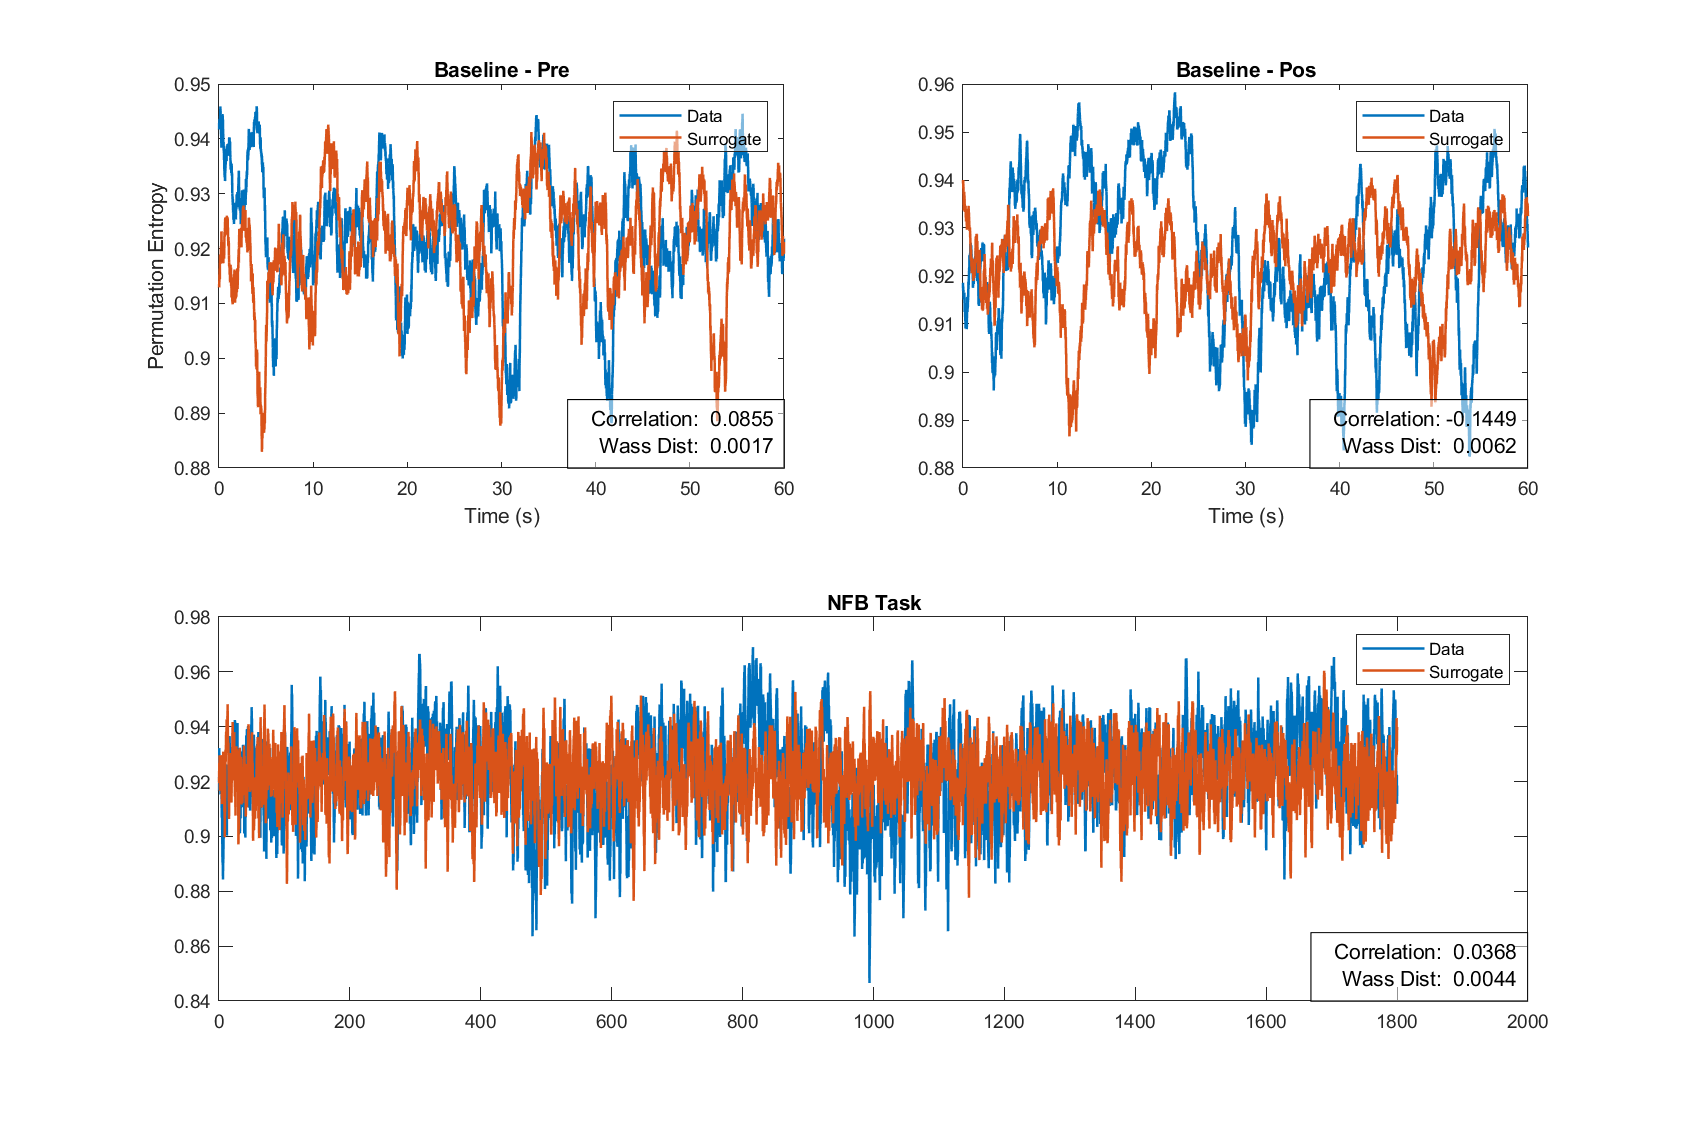 Baseline - Pre
0.95
0.94
0.93
0.92
0.91
0.9
0.89
0.88
Permutation Entropy
Data
Surrogate
Correlation: 0.0855
Wass Dist: 0.0017
0 10 20 30 40 50 60
Time (s)
Baseline - Pos
0.96
0.95
0.94
0.93
0.92
0.91
0.9
0.89
0.88
Data
Surrogate
Correlation: -0.1449
Wass Dist: 0.0062
0 10 20 30 40 50 60
Time (s)
NFB Task
0.98
0.96
0.94
0.92
0.9
0.88
0.86
0.84
Data
Surrogate
Correlation: 0.0368
Wass Dist: 0.0044
0 200 400 600 800 1000 1200 1400 1600 1800 2000